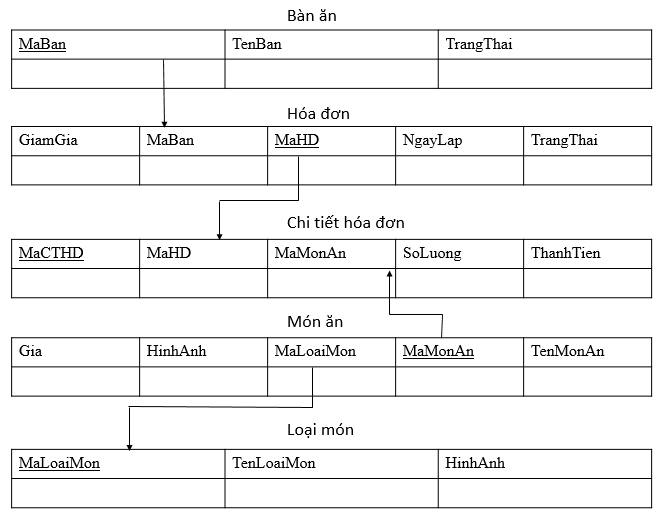 Bàn ăn
MaBan TenBan TrangThai
Hóa đơn
GiamGia MaBan MaHD NgayLap TrangThai
Chi tiết hóa đơn
MaCTHD MaHD MaMonAn SoLuong ThanhTien
Món ăn
Gia HinhAnh MaLoaiMon MaMonAn TenMonAn
Loại món
MaLoaiMon TenLoaiMon HinhAnh